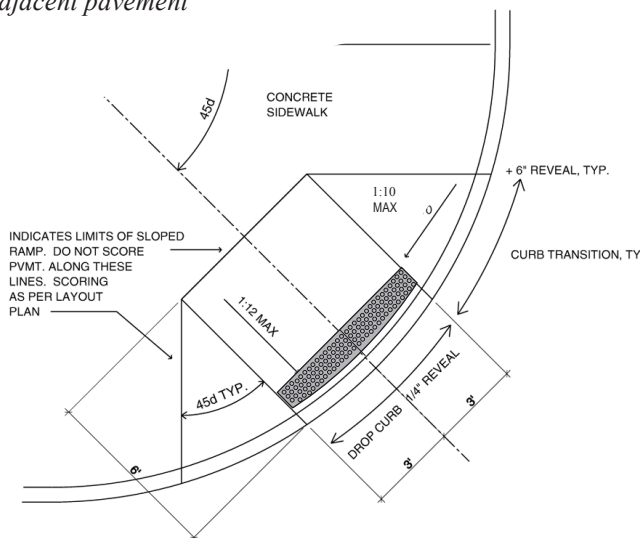 adjacent pavement
45d
CONCRETE
SIDEWALK
+ 6" REVEAL, TYP.
1:10
MAX
INDICATES LIMITS OF SLOPED
RAMP. DO NOT SCORE
PVMT. ALONG THESE
LINES. SCORING
AS PER LAYOUT
PLAN
CURB TRANSITION, TY
1:12 MAX
45d TYP.
DROP CURB 1/4" REVEAL
3'
3'
6'